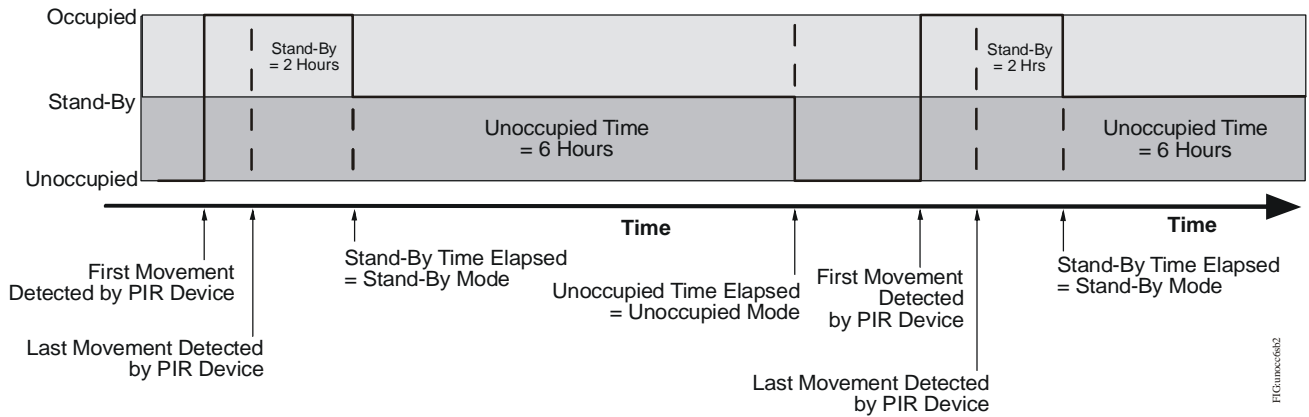 Occupied
Stand-By
= 2 Hours
Stand-By
= 2 Hrs
Stand-By
Unoccupied Time
= 6 Hours
Unoccupied Time
= 6 Hours
Unoccupied
Time
Time
First Movement
Detected by PIR Device
Last Movement Detected
by PIR Device
Stand-By Time Elapsed
= Stand-By Mode
Unoccupied Time Elapsed
= Unoccupied Mode
First Movement
Detected
by PIR Device
Last Movement Detected
by PIR Device
Stand-By Time Elapsed
= Stand-By Mode
FIG:unocc6sb2